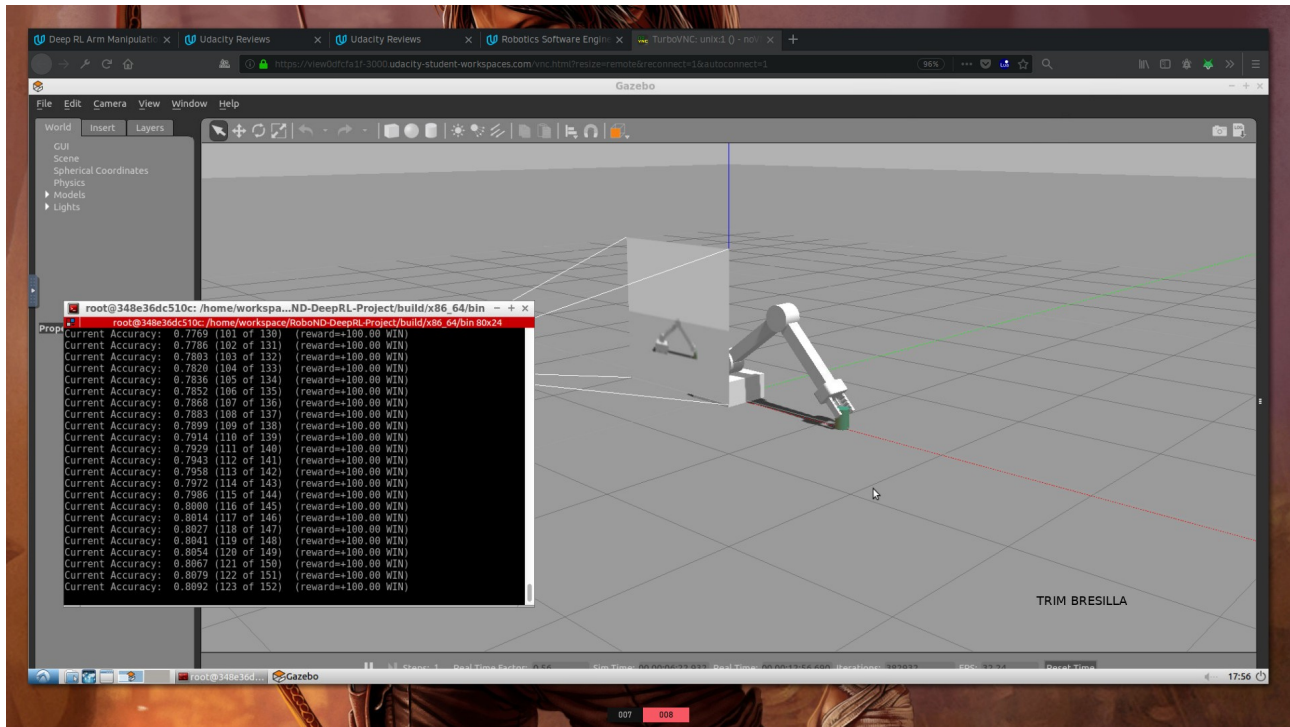 Deep RL Arm Manipulatio
Udacity Reviews
Udacity Reviews
Robotics Software Engine
TurboVNC: unix:1 () - noV
https://view0dfcfa1f-3000.udacity-student-workspaces.com/vnc.html?resize=remote&reconnect=1&autoconnect=1
96%
Gazebo
File Edit Camera View Window Help
World Insert Layers
GUI
Scene
Spherical Coordinates
Physics
Models
Lights
root@348e36dc510c: /home/workspa...ND-DeepRL-Project/build/x86_64/bin
Prop
root@348e36dc510c: /home/workspace/RoboND-DeepRL-Project/build/x86_64/bin 80x24
Current Accuracy: 0.7769 (101 of 130) (reward=+100.00 WIN)
Current Accuracy: 0.7786 (102 of 131) (reward=+100.00 WIN)
Current Accuracy: 0.7803 (103 of 132) (reward=+100.00 WIN)
Current Accuracy: 0.7820 (104 of 133) (reward=+100.00 WIN)
Current Accuracy: 0.7836 (105 of 134) (reward=+100.00 WIN)
Current Accuracy: 0.7852 (106 of 135) (reward=+100.00 WIN)
Current Accuracy: 0.7868 (107 of 136) (reward=+100.00 WIN)
Current Accuracy: 0.7883 (108 of 137) (reward=+100.00 WIN)
Current Accuracy: 0.7899 (109 of 138) (reward=+100.00 WIN)
Current Accuracy: 0.7914 (110 of 139) (reward=+100.00 WIN)
Current Accuracy: 0.7929 (111 of 140) (reward=+100.00 WIN)
Current Accuracy: 0.7943 (112 of 141) (reward=+100.00 WIN)
Current Accuracy: 0.7958 (113 of 142) (reward=+100.00 WIN)
Current Accuracy: 0.7972 (114 of 143) (reward=+100.00 WIN)
Current Accuracy: 0.7986 (115 of 144) (reward=+100.00 WIN)
Current Accuracy: 0.8000 (116 of 145) (reward=+100.00 WIN)
Current Accuracy: 0.8014 (117 of 146) (reward=+100.00 WIN)
Current Accuracy: 0.8027 (118 of 147) (reward=+100.00 WIN)
Current Accuracy: 0.8041 (119 of 148) (reward=+100.00 WIN)
Current Accuracy: 0.8054 (120 of 149) (reward=+100.00 WIN)
Current Accuracy: 0.8067 (121 of 150) (reward=+100.00 WIN)
Current Accuracy: 0.8079 (122 of 151) (reward=+100.00 WIN)
Current Accuracy: 0.8092 (123 of 152) (reward=+100.00 WIN)
TRIM BRESILLA
Steps: 1 Real Time Factor: Sim Time: Real Time: Iterations: FPS: Reset Time
root@348e36d... Gazebo 17:56
007 008